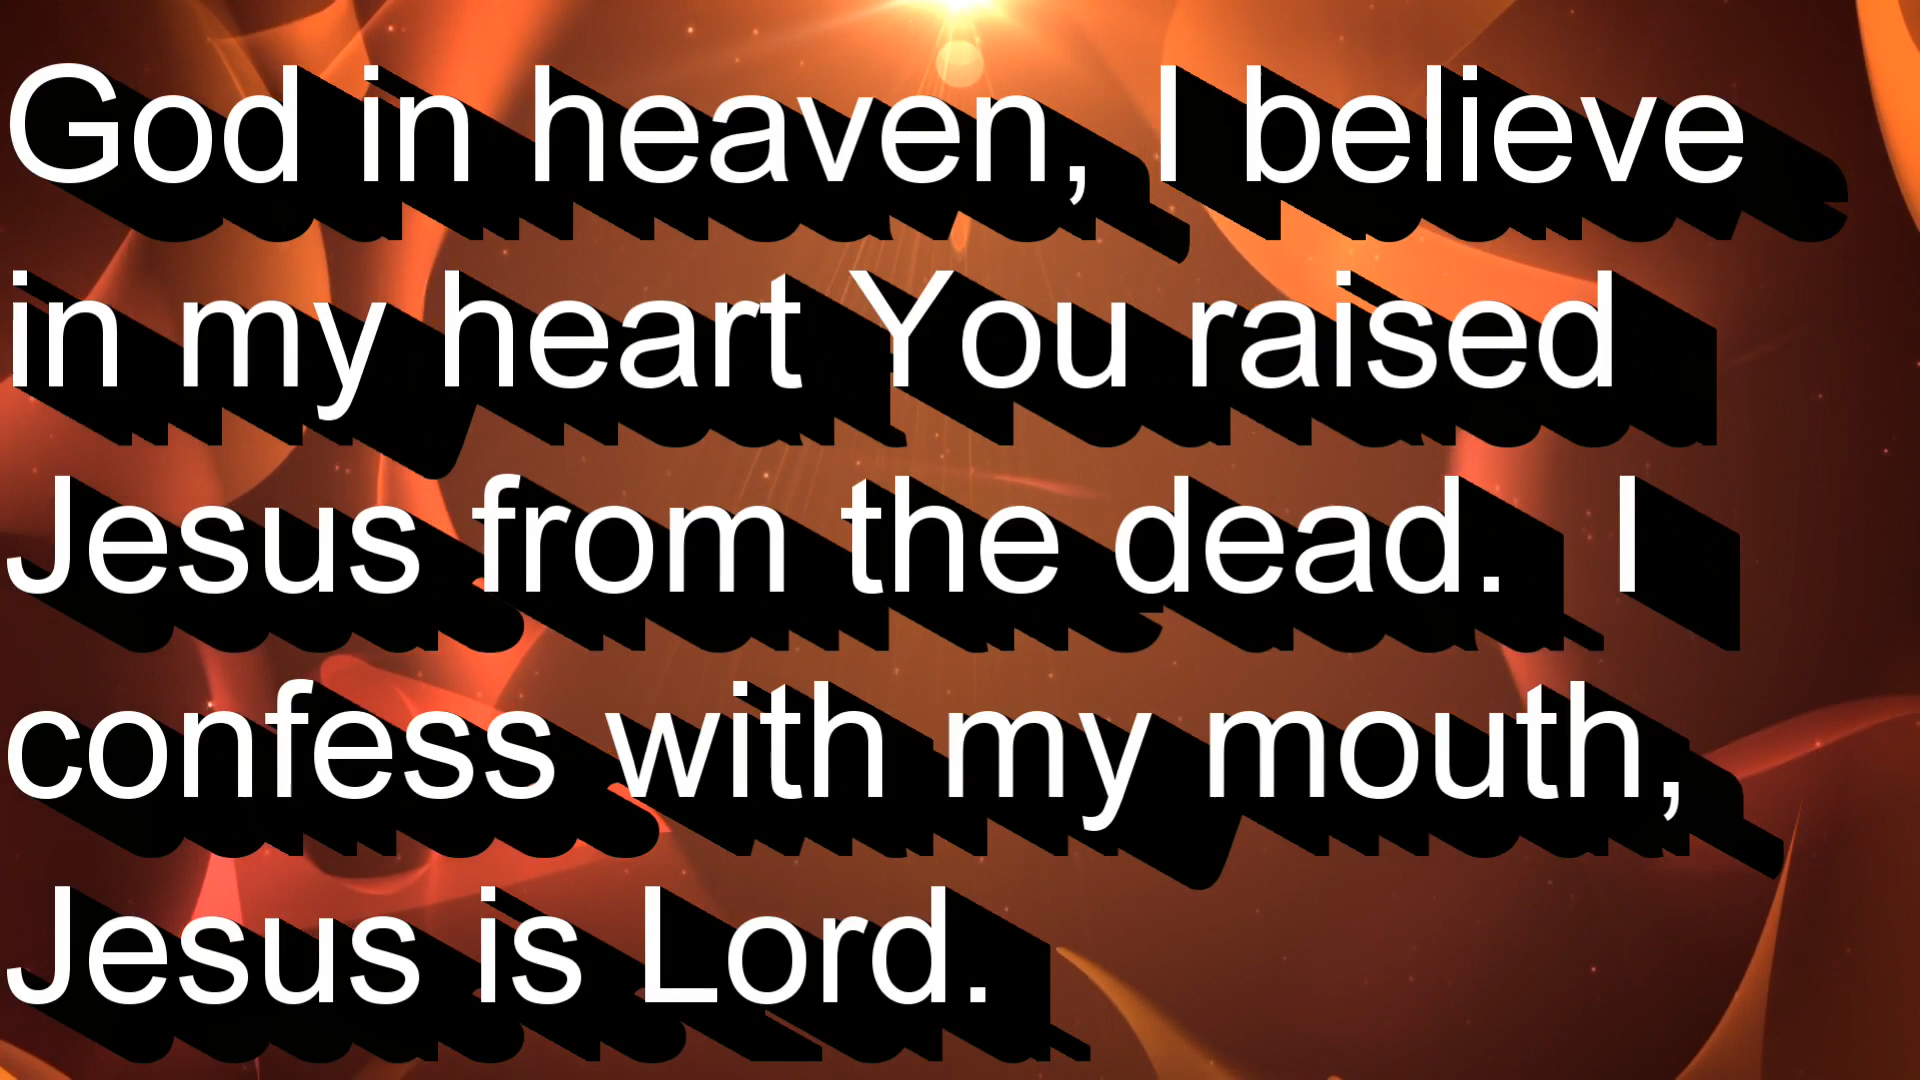 God in heaven, I believe
in my heart You raised
Jesus from the dead.  I
confess with my mouth,
Jesus is Lord.